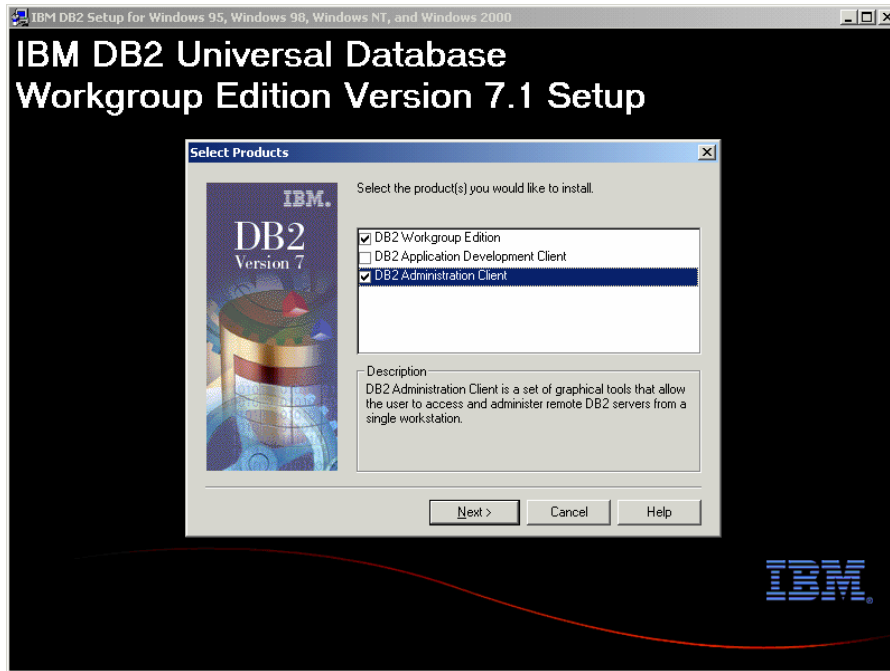 IBM DB2 Setup for Windows 95, Windows 98, Windows NT, and Windows 2000
IBM DB2 Universal Database
Workgroup Edition Version 7.1 Setup
Select Products
IBM.
DB2
Version 7
Select the product(s) you would like to install.
DB2 Workgroup Edition
DB2 Application Development Client
DB2 Administration Client
Description
DB2 Administration Client is a set of graphical tools that allow
the user to access and administer remote DB2 servers from a
single workstation.
Next >
Cancel
Help
IBM